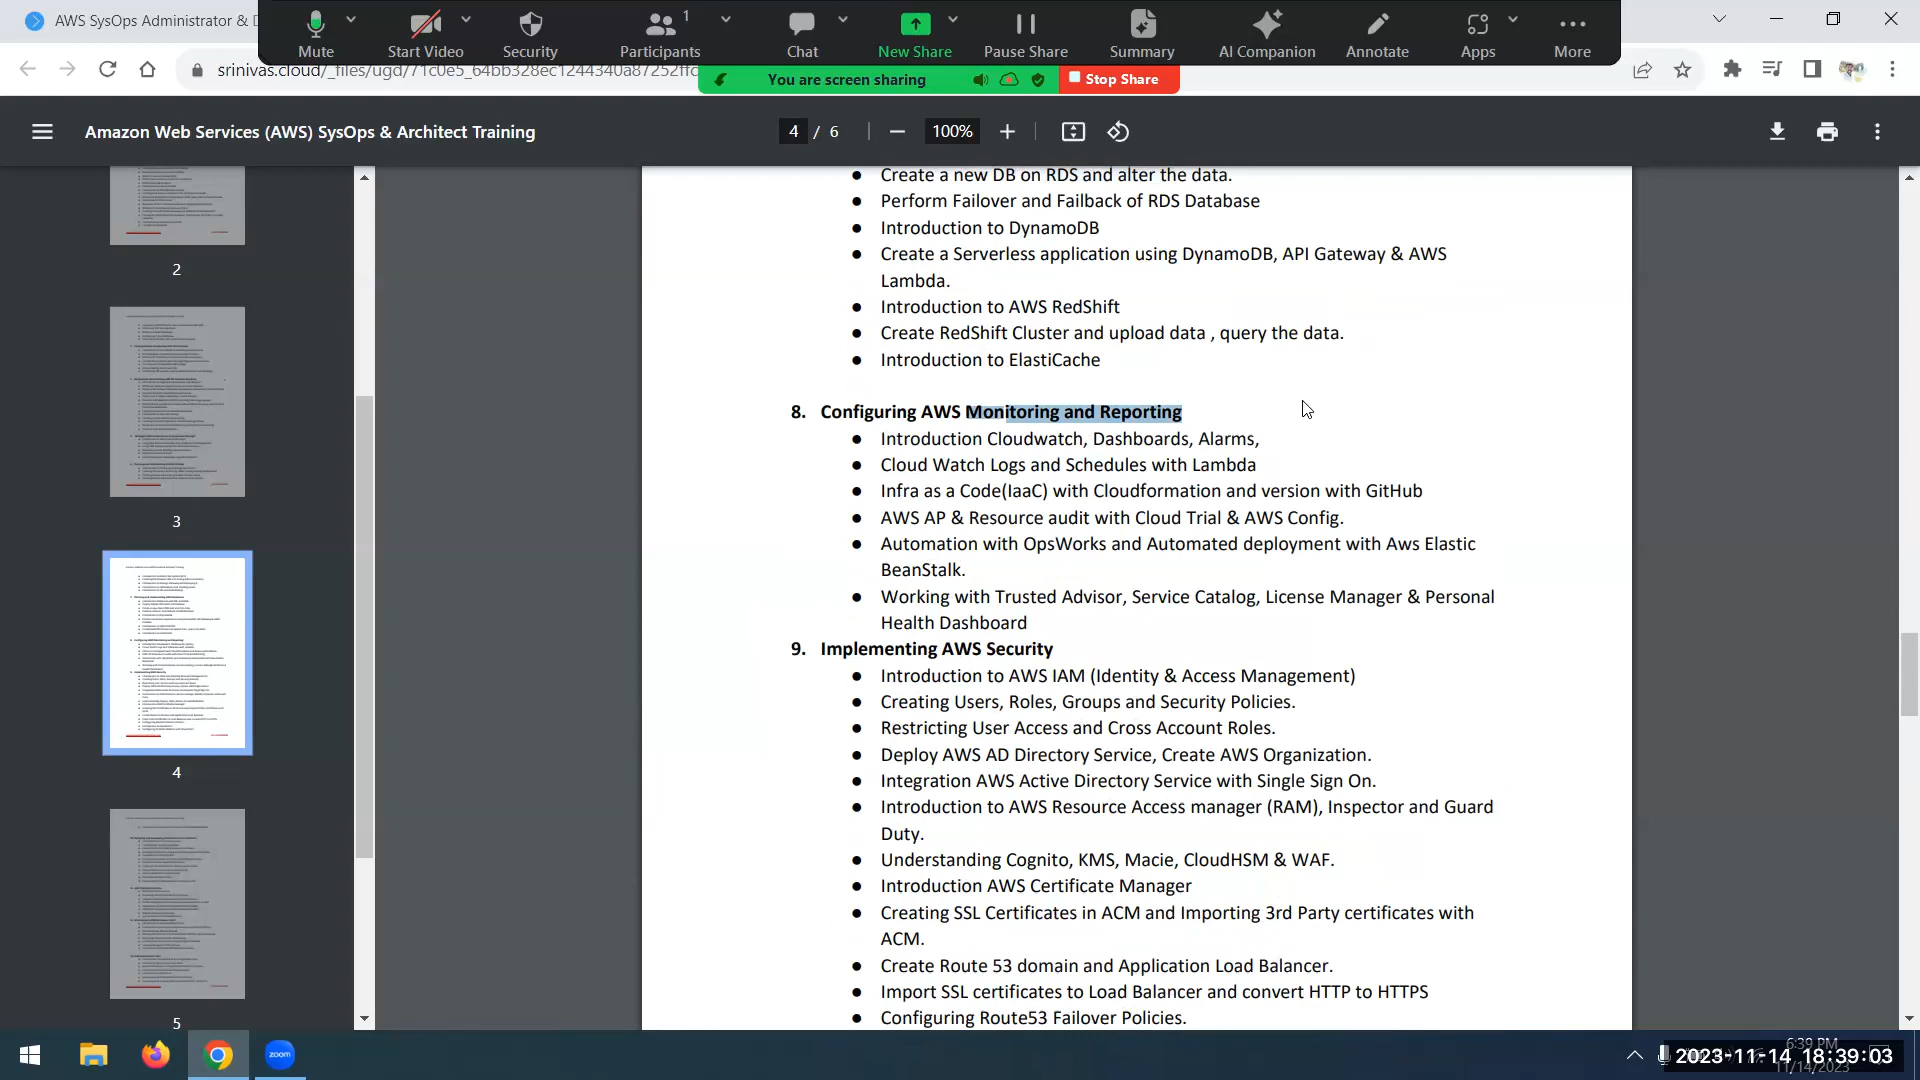 AWS SysOps Administrator & D
Mute
Start Video
Security
Participants
1
Chat
New Share
Pause Share
Summary
AI Companion
Annotate
Apps
More
srinivas.cloud/_files/ugd/71c0e5_64bb328ec1244340a87252ffc
You are screen sharing
Stop Share
Amazon Web Services (AWS) SysOps & Architect Training
4 / 6
100%
2
3
4
5
● Create a new DB on RDS and alter the data.
● Perform Failover and Failback of RDS Database
● Introduction to DynamoDB
● Create a Serverless application using DynamoDB, API Gateway & AWS
Lambda.
● Introduction to AWS RedShift
● Create RedShift Cluster and upload data , query the data.
● Introduction to ElastiCache
8. Configuring AWS Monitoring and Reporting
● Introduction Cloudwatch, Dashboards, Alarms,
● Cloud Watch Logs and Schedules with Lambda
● Infra as a Code(IaaC) with Cloudformation and version with GitHub
● AWS AP & Resource audit with Cloud Trial & AWS Config.
● Automation with OpsWorks and Automated deployment with Aws Elastic
BeanStalk.
● Working with Trusted Advisor, Service Catalog, License Manager & Personal
Health Dashboard
9. Implementing AWS Security
● Introduction to AWS IAM (Identity & Access Management)
● Creating Users, Roles, Groups and Security Policies.
● Restricting User Access and Cross Account Roles.
● Deploy AWS AD Directory Service, Create AWS Organization.
● Integration AWS Active Directory Service with Single Sign On.
● Introduction to AWS Resource Access manager (RAM), Inspector and Guard
Duty.
● Understanding Cognito, KMS, Macie, CloudHSM & WAF.
● Introduction AWS Certificate Manager
● Creating SSL Certificates in ACM and Importing 3rd Party certificates with
ACM.
● Create Route 53 domain and Application Load Balancer.
● Import SSL certificates to Load Balancer and convert HTTP to HTTPS
● Configuring Route53 Failover Policies.
zoom
6:39 PM
2023-11-14 18:39:03
11/14/2023